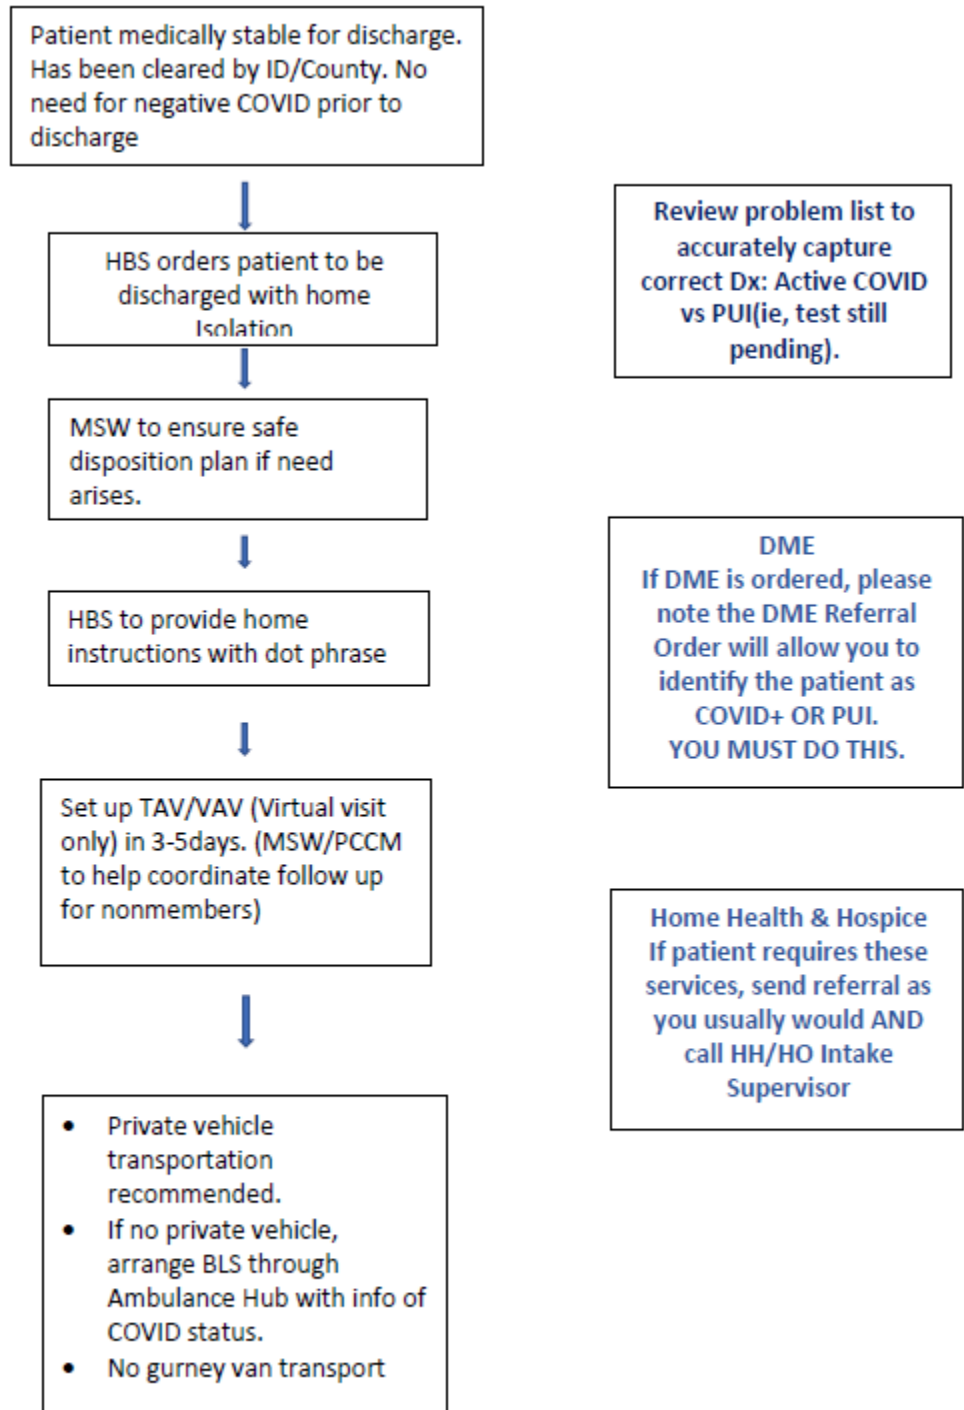 Patient medically stable for discharge.
Has been cleared by ID/County. No
need for negative COVID prior to
discharge
HBS orders patient to be
discharged with home
Isolation
MSW to ensure safe
disposition plan if need
arises.
HBS to provide home
instructions with dot phrase
Set up TAV/VAV (Virtual visit
only) in 3-5days. (MSW/PCCM
to help coordinate follow up
for nonmembers)
• Private vehicle
transportation
recommended.
• If no private vehicle,
arrange BLS through
Ambulance Hub with info of
COVID status.
• No gurney van transport
Review problem list to
accurately capture
correct Dx: Active COVID
vs PUI(ie, test still
pending).
DME
If DME is ordered, please
note the DME Referral
Order will allow you to
identify the patient as
COVID+ OR PUI.
YOU MUST DO THIS.
Home Health & Hospice
If patient requires these
services, send referral as
you usually would AND
call HH/HO Intake
Supervisor